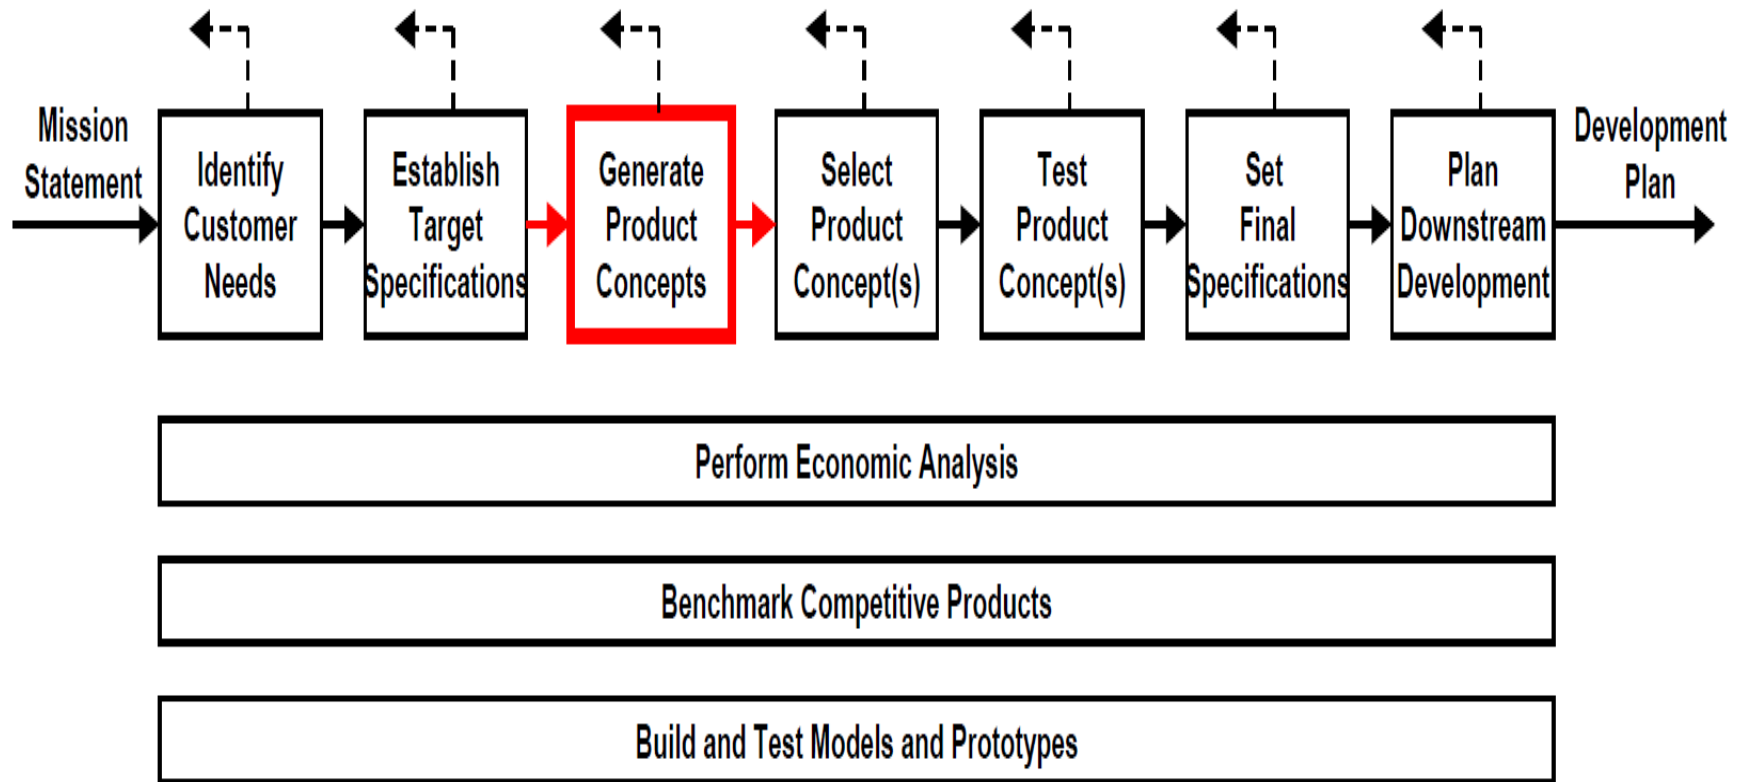 Mission
Statement
Identify
Customer
Needs
Establish
Target
Specifications
Generate
Product
Concepts
Select
Product
Concept(s)
Test
Product
Concept(s)
Set
Final
Specifications
Plan
Downstream
Development
Development
Plan
Perform Economic Analysis
Benchmark Competitive Products
Build and Test Models and Prototypes